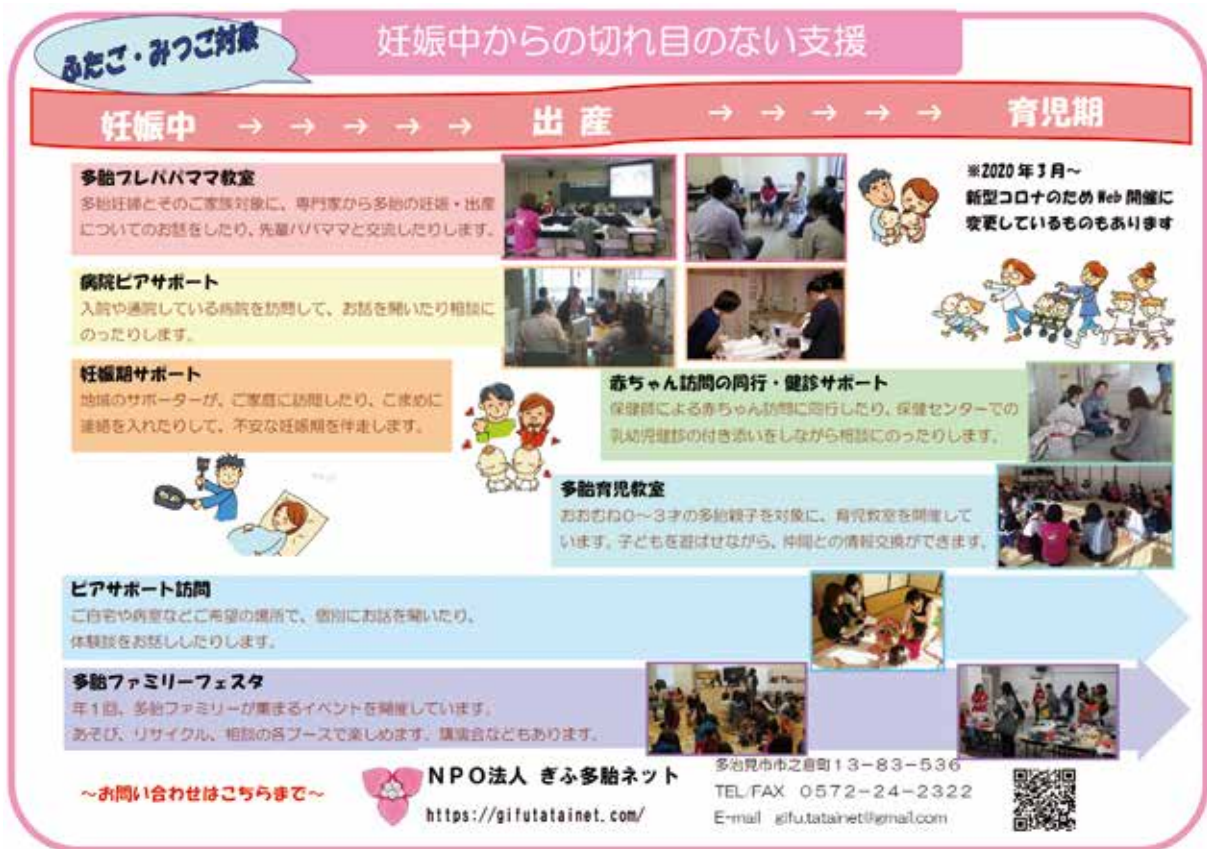 ふたご・みつご対象
妊娠中からの切れ目のない支援
妊娠中 → → → → → 出産 → → → → → 育児期
多胎プレパパママ教室
多胎妊婦とそのご家族対象に、専門家から多胎の妊娠・出産
についてのお話をしたり、先輩パパママと交流したりします。
※2020年3月～
新型コロナのためWeb開催に
変更しているものもあります
病院ピアサポート
入院や通院している病院を訪問して、お話を聞いたり相談に
のったりします。
妊娠期サポート
地域のサポーターが、ご家庭に訪問したり、こまめに
連絡を入れたりして、不安な妊娠期を伴走します。
赤ちゃん訪問の同行・健診サポート
保健師による赤ちゃん訪問に同行したり、保健センターでの
乳幼児健診の付き添いをしながら相談にのったりします。
多胎育児教室
おおむね0～3才の多胎親子を対象に、育児教室を開催して
います。子どもを遊ばせながら、仲間との情報交換ができます。
ピアサポート訪問
ご自宅や病室などご希望の場所で、個別にお話を聞いたり、
体験談をお話ししたりします。
多胎ファミリーフェスタ
年1回、多胎ファミリーが集まるイベントを開催しています。
あそび、リサイクル、相談の各ブースで楽しめます。講演会などもあります。
～お問い合わせはこちらまで～
NPO法人 ぎふ多胎ネット
https://gifutatainet.com/
多治見市市之倉町13－83－536
TEL/FAX 0572－24－2322
E-mail gifu.tatainet@gmail.com